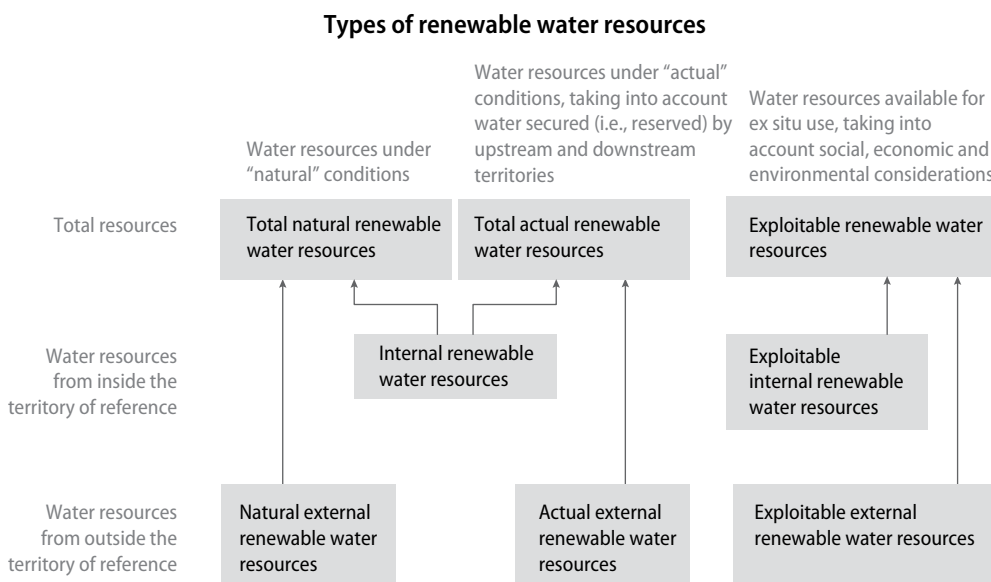 Types of renewable water resources
Water resources under
“natural” conditions
Water resources under “actual”
conditions, taking into account
water secured (i.e., reserved) by
upstream and downstream
territories
Water resources available for
ex situ use, taking into
account social, economic and
environmental considerations
Total resources
Total natural renewable
water resources
Total actual renewable
water resources
Exploitable renewable water
resources
Water resources
from inside the
territory of reference
Internal renewable
water resources
Exploitable
internal renewable
water resources
Water resources
from outside the
territory of reference
Natural external
renewable water
resources
Actual external
renewable water
resources
Exploitable external
renewable water resources